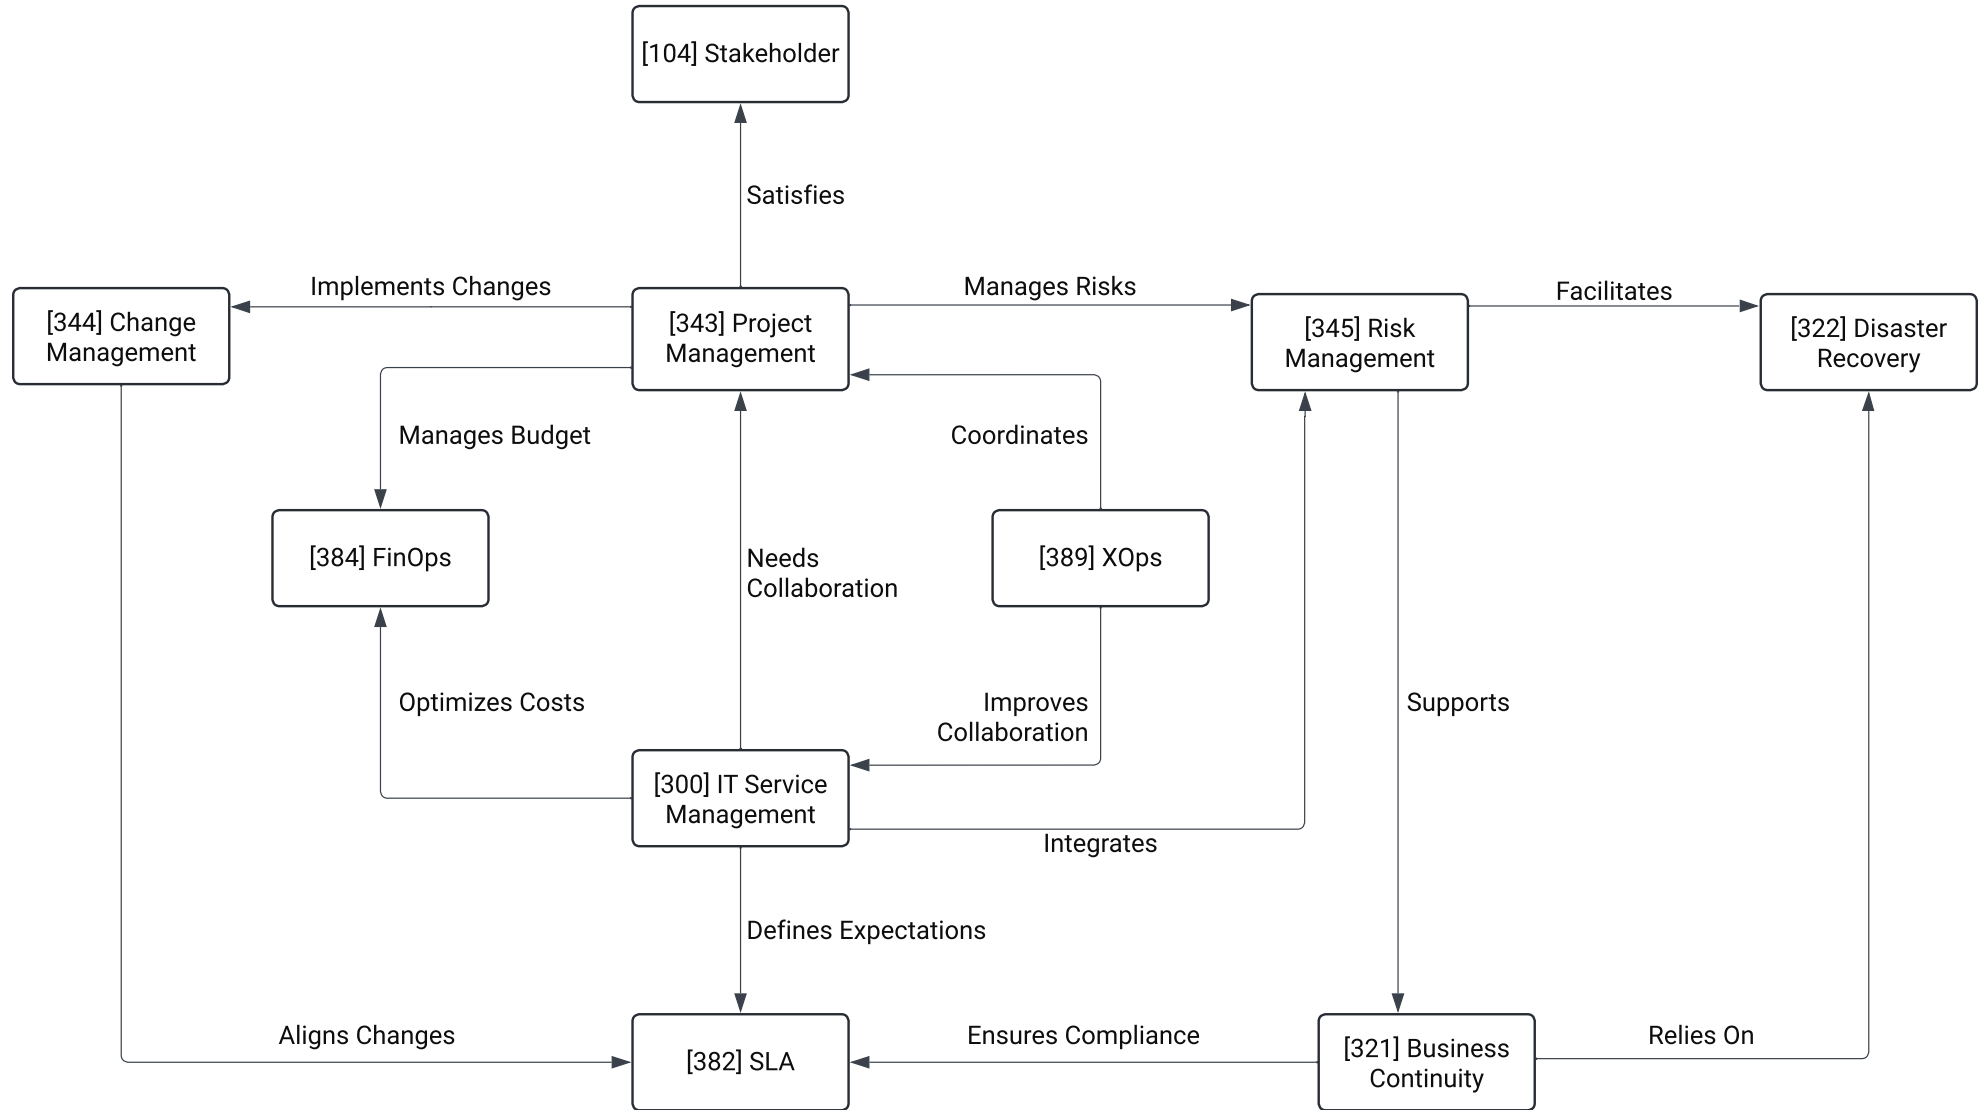 [104] Stakeholder
Satisfies
Implements Changes
Manages Risks
Facilitates
[344] Change
Management
[343] Project
Management
[345] Risk
Management
[322] Disaster
Recovery
Manages Budget
Coordinates
[384] FinOps
Needs
Collaboration
[389] XOps
Optimizes Costs
Improves
Collaboration
Supports
[300] IT Service
Management
Integrates
Defines Expectations
Aligns Changes
[382] SLA
Ensures Compliance
[321] Business
Continuity
Relies On